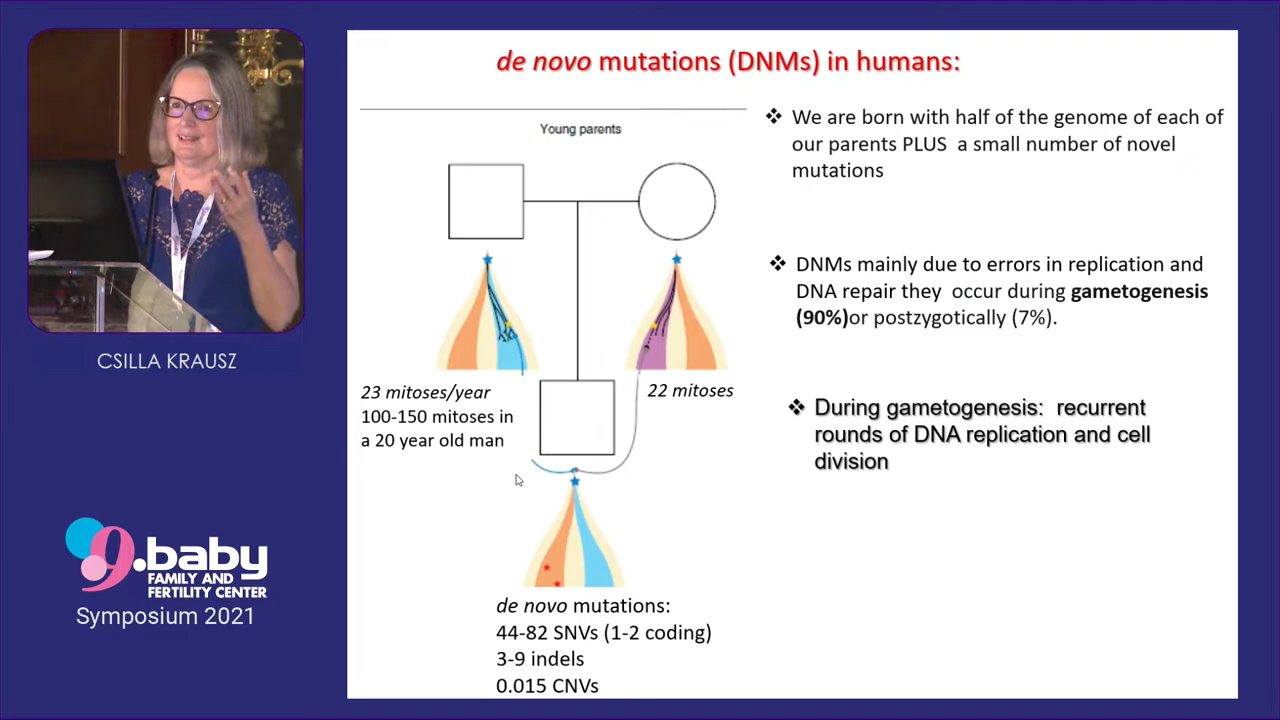 de novo mutations (DNMs) in humans:
Young parents
23 mitoses/year
100-150 mitoses in
a 20 year old man
22 mitoses
de novo mutations:
44-82 SNVs (1-2 coding)
3-9 indels
0.015 CNVs
❖ We are born with half of the genome of each of
our parents PLUS a small number of novel
mutations
❖ DNMs mainly due to errors in replication and
DNA repair they occur during gametogenesis
(90%)or postzygotically (7%).
❖ During gametogenesis: recurrent
rounds of DNA replication and cell
division
CSILLA KRAUSZ
9.baby
FAMILY AND
FERTILITY CENTER
Symposium 2021